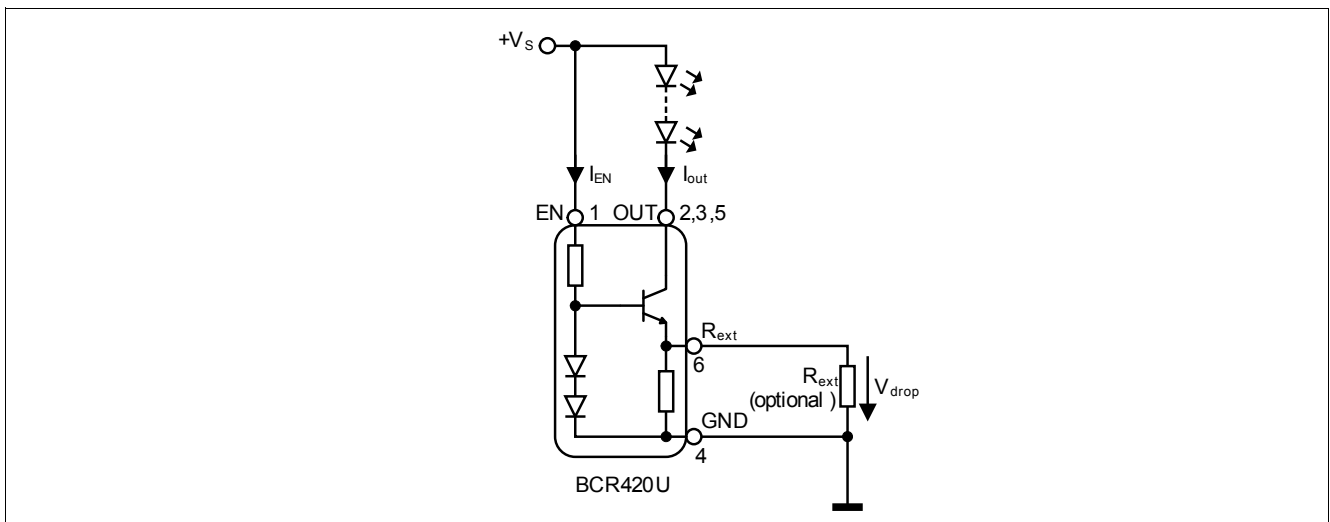 +VS
IEN
Iout
EN 1 OUT 2,3,5
Rext
6
Rext
(optional )
Vdrop
GND
4
BCR420U